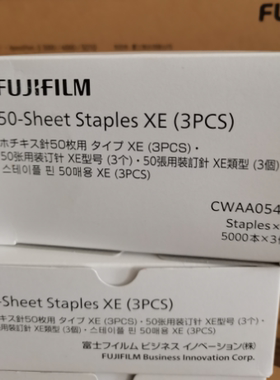 FUJIFILM
50-Sheet Staples XE (3PCS)
ホチキス針50枚用 タイプ XE (3PCS)・
50张用装订针 XE型号 (3个)・50張用裝訂針 XE類型 (3個)
스테이플 핀 50매용 XE (3PCS)
CWAA054
Staples×
5000本×3
-Sheet Staples XE (3PCS)
キス針50枚用 タイプ XE (3PCS)・50张用装订针 XE型号 (3个)・
用裝訂針 XE類型 (3個)・스테이플 핀 50매용 XE (3PCS)
富士フイルム ビジネス イノベーション(株)
FUJIFILM Business Innovation Corp.